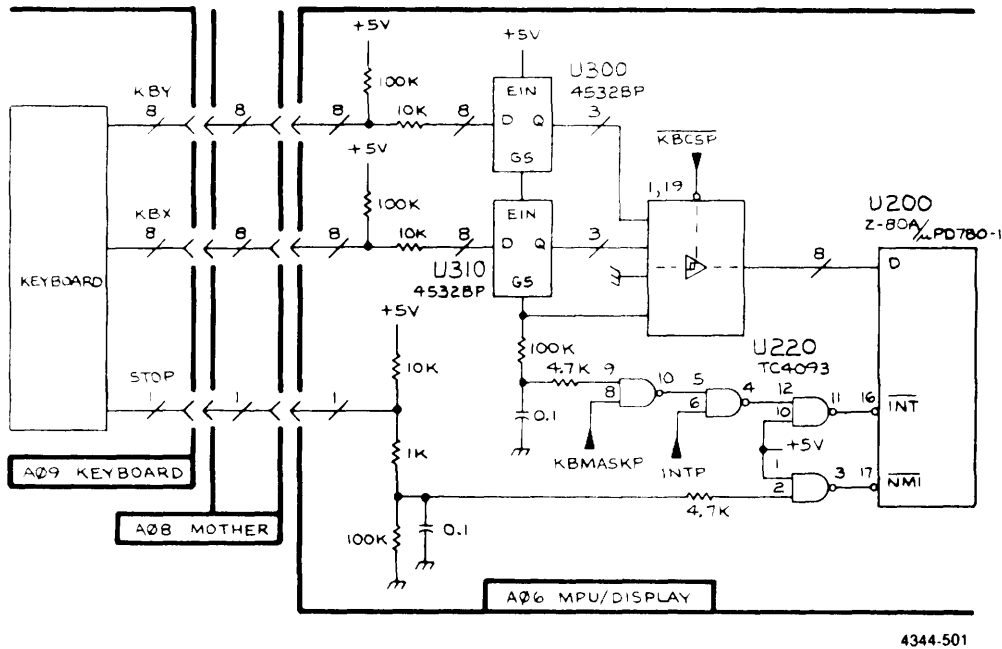 +5V
+5V
U300
4532BP
KBY
100K
EIN
8
8
8
10K
8
D Q
3
GS
KBCSP
+5V
1,19
U200
Z-80A/μPD780-1
KBX
100K
EIN
8
8
8
10K
8
D Q
3
8
D
KEYBOARD
U310
4532BP
GS
+5V
10K
100K
U220
TC4093
4.7K
9
10
5
4
12
11
16
INT
STOP
8
6
10
1
1
1
0.1
+5V
1K
KBMASKP
INTP
1
3
17
NMI
2
AØ9 KEYBOARD
4.7K
AØ8 MOTHER
100K
0.1
AØ6 MPU/DISPLAY
4344-501